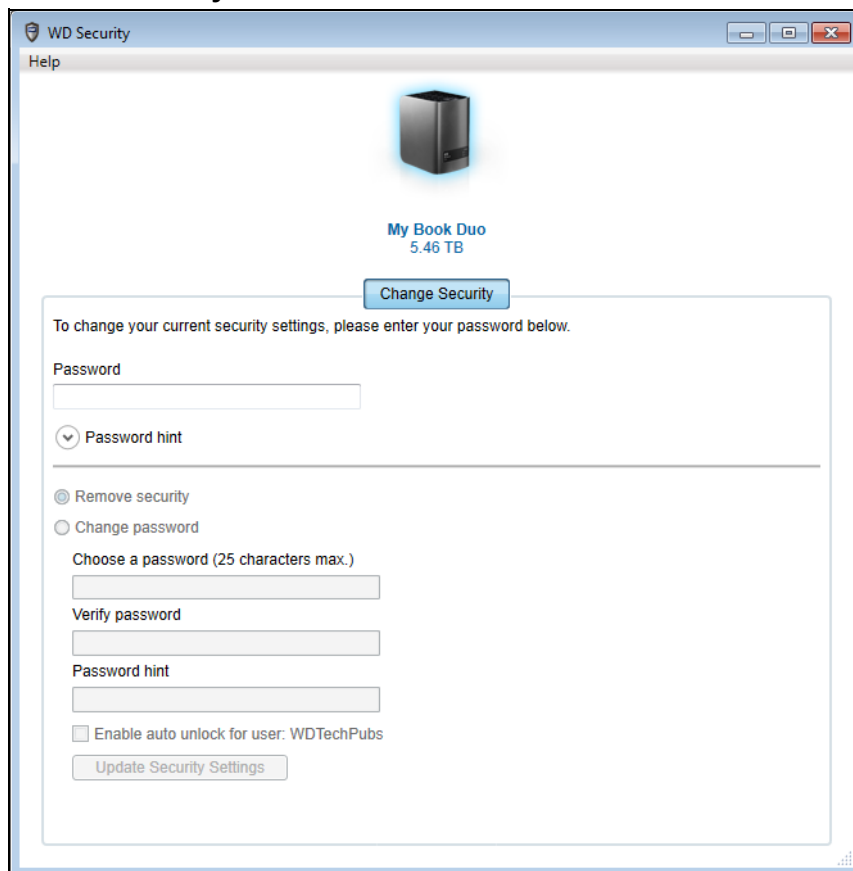 WD Security
Help
My Book Duo
5.46 TB
Change Security
To change your current security settings, please enter your password below.
Password
Password hint
Remove security
Change password
Choose a password (25 characters max.)
Verify password
Password hint
Enable auto unlock for user: WDTechPubs
Update Security Settings